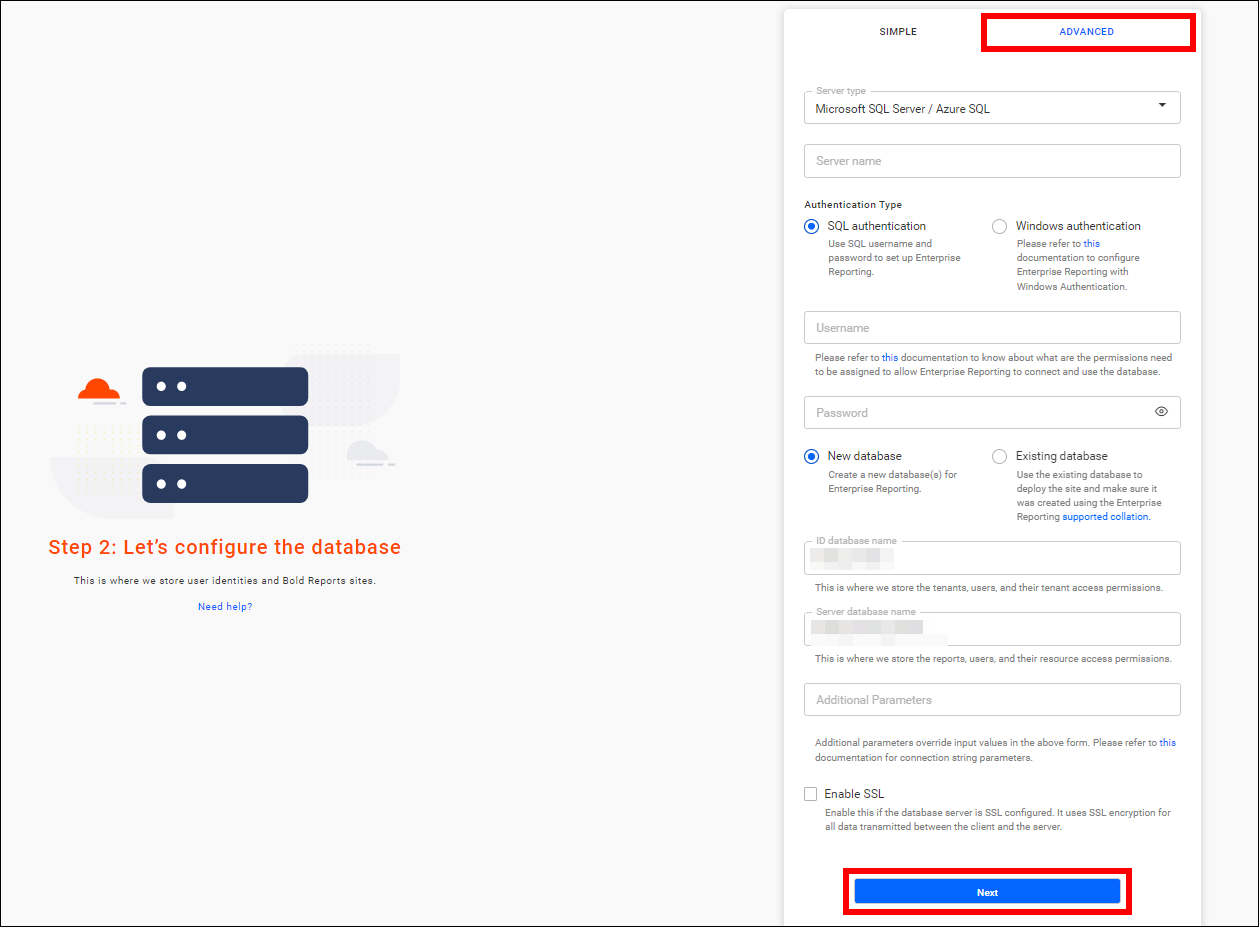 SIMPLE
ADVANCED
Server type
Microsoft SQL Server / Azure SQL
Server name
Authentication Type
SQL authentication
Use SQL username and
password to set up Enterprise
Reporting.
Windows authentication
Please refer to this
documentation to configure
Enterprise Reporting with
Windows Authentication.
Username
Please refer to this documentation to know about what are the permissions need
to be assigned to allow Enterprise Reporting to connect and use the database.
Password
New database
Create a new database(s) for
Enterprise Reporting.
Existing database
Use the existing database to
deploy the site and make sure it
was created using the Enterprise
Reporting supported collation.
ID database name
This is where we store the tenants, users, and their tenant access permissions.
Server database name
This is where we store the reports, users, and their resource access permissions.
Additional Parameters
Additional parameters override input values in the above form. Please refer to this
documentation for connection string parameters.
Enable SSL
Enable this if the database server is SSL configured. It uses SSL encryption for
all data transmitted between the client and the server.
Next
Step 2: Let’s configure the database
This is where we store user identities and Bold Reports sites.
Need help?